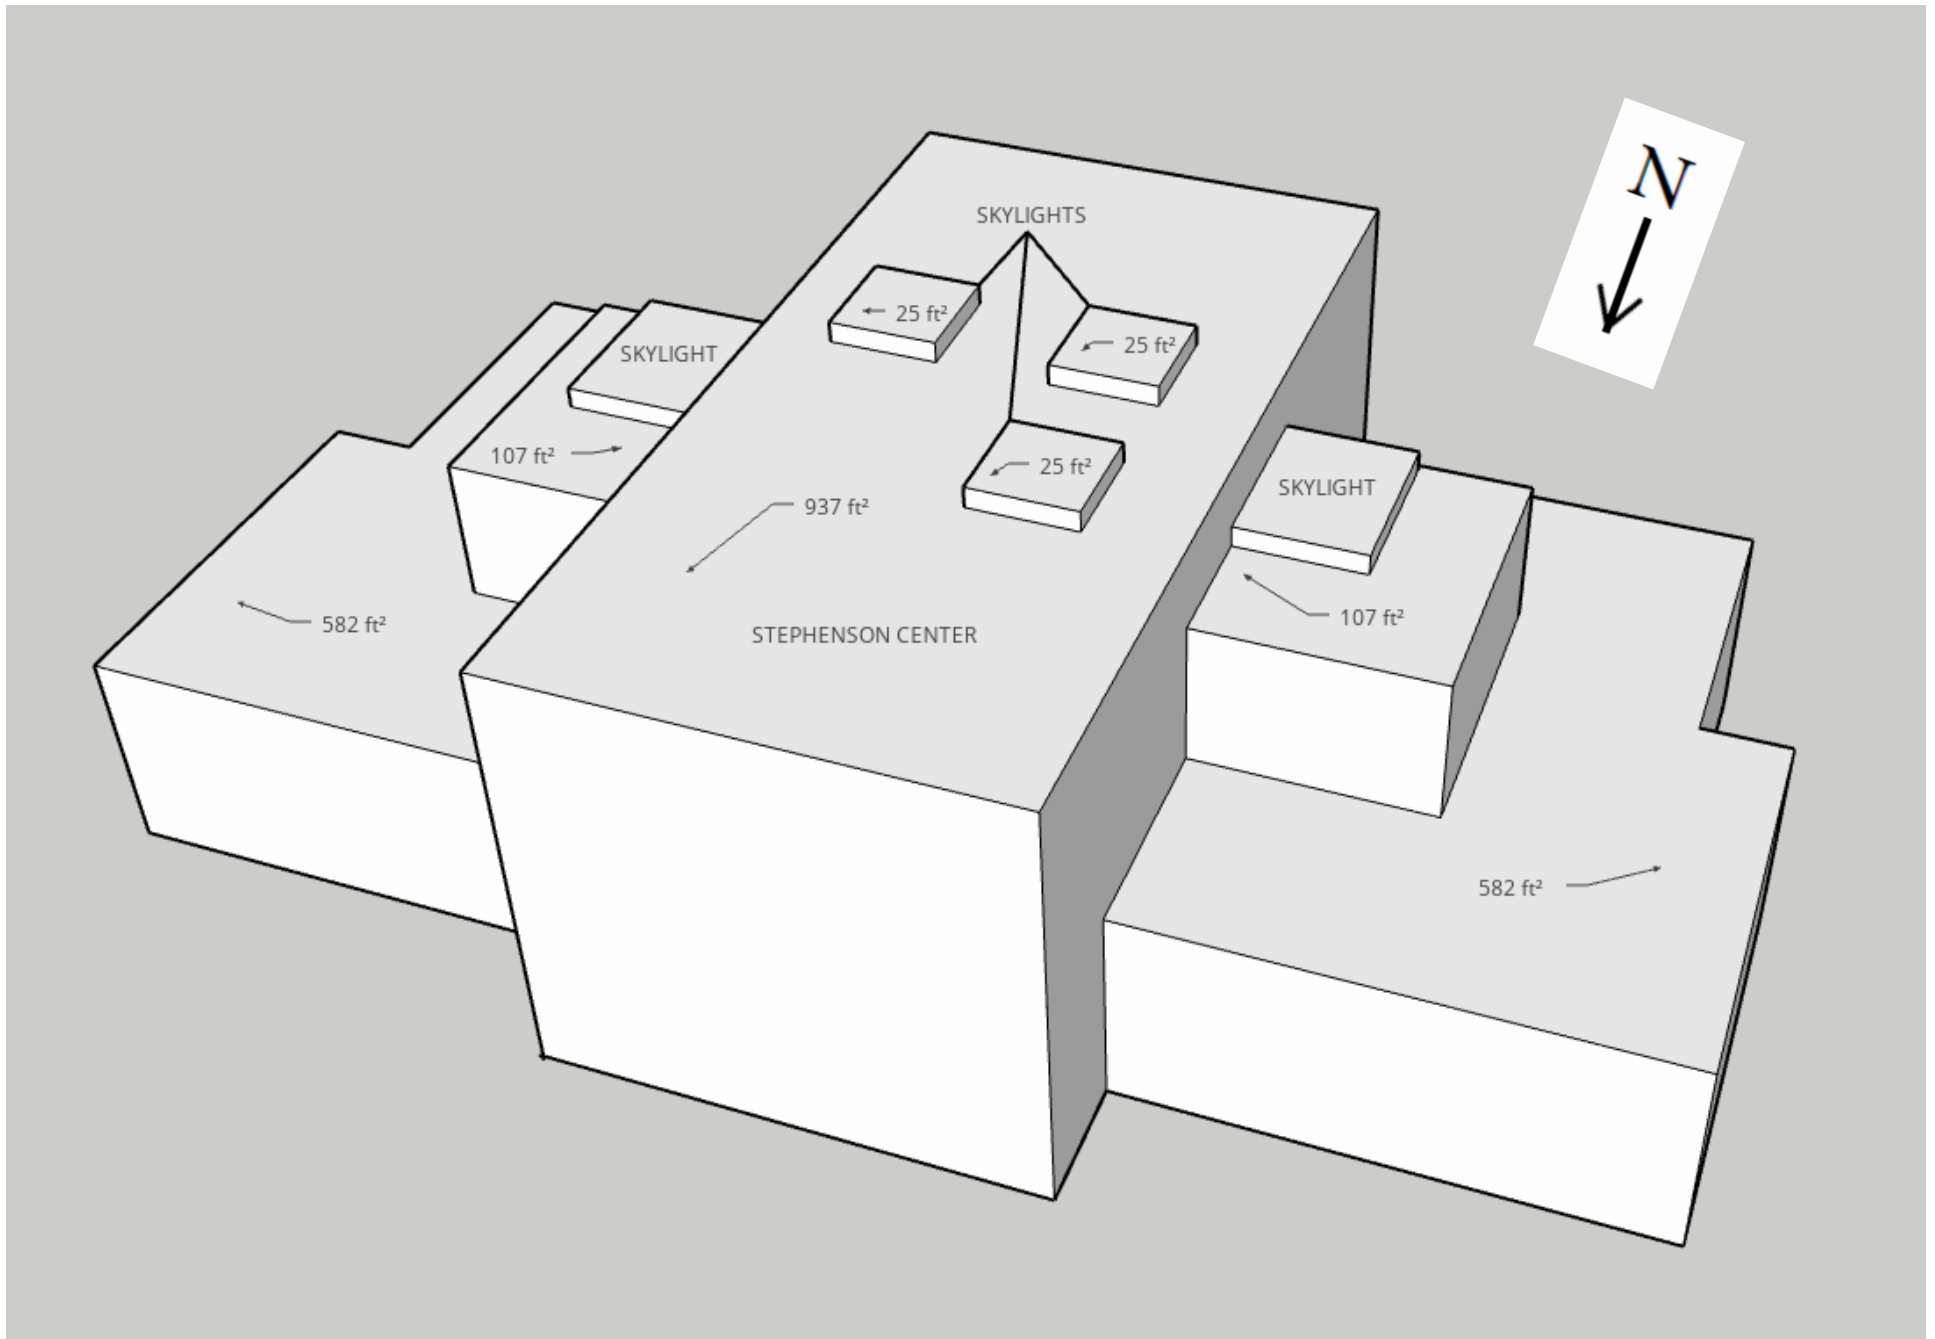 N
SKYLIGHTS
25 ft²
25 ft²
SKYLIGHT
107 ft²
25 ft²
SKYLIGHT
937 ft²
107 ft²
582 ft²
STEPHENSON CENTER
582 ft²